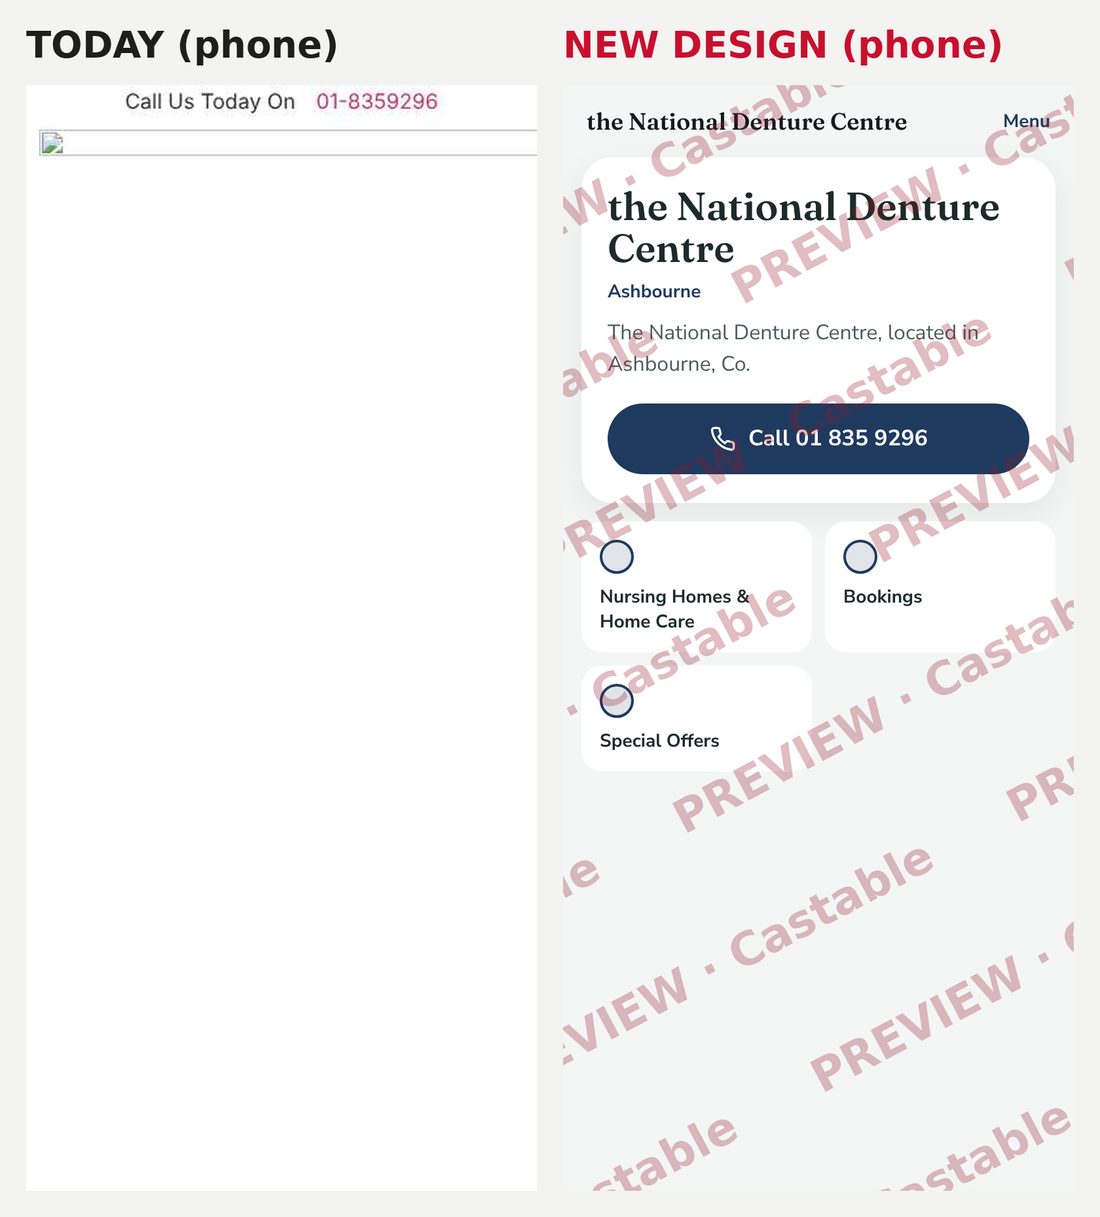 TODAY (phone)
Call Us Today On 01-8359296
NEW DESIGN (phone)
the National Denture Centre
Menu
the National Denture
Centre
Ashbourne
The National Denture Centre, located in
Ashbourne, Co.
Call 01 835 9296
Nursing Homes &
Home Care
Bookings
Special Offers
PREVIEW · Castable